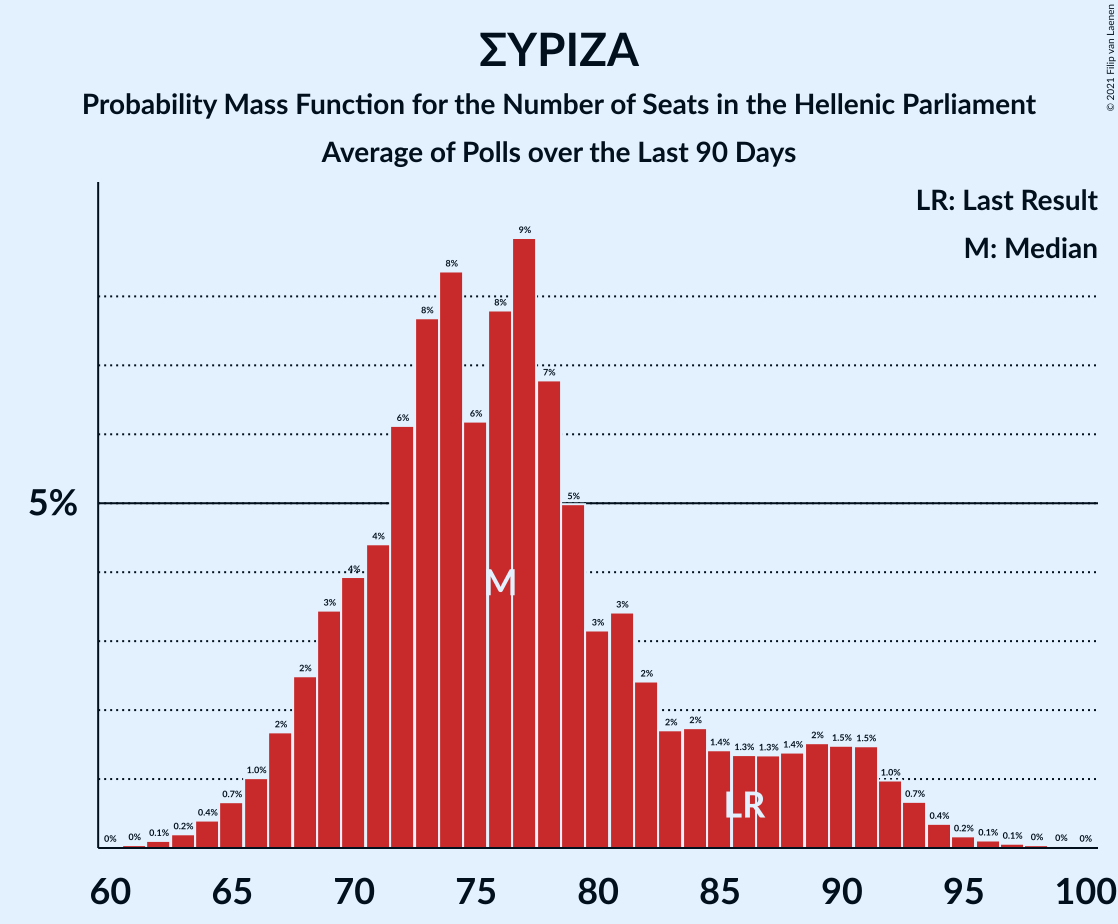 ΣΥΡΙΖΑ
Probability Mass Function for the Number of Seats in the Hellenic Parliament
Average of Polls over the Last 90 Days
© 2021 Filip van Laenen
LR: Last Result
M: Median
5%
0% 0% 0.1% 0.2% 0.4% 0.7% 1.0% 2% 2% 3% 4% 4% 6% 8% 8% 6% 8% 9% 7% 5% 3% 3% 2% 2% 2% 1.4% 1.3% 1.3% 1.4% 2% 1.5% 1.5% 1.0% 0.7% 0.4% 0.2% 0.1% 0.1% 0% 0% 0%
M
LR
60 65 70 75 80 85 90 95 100